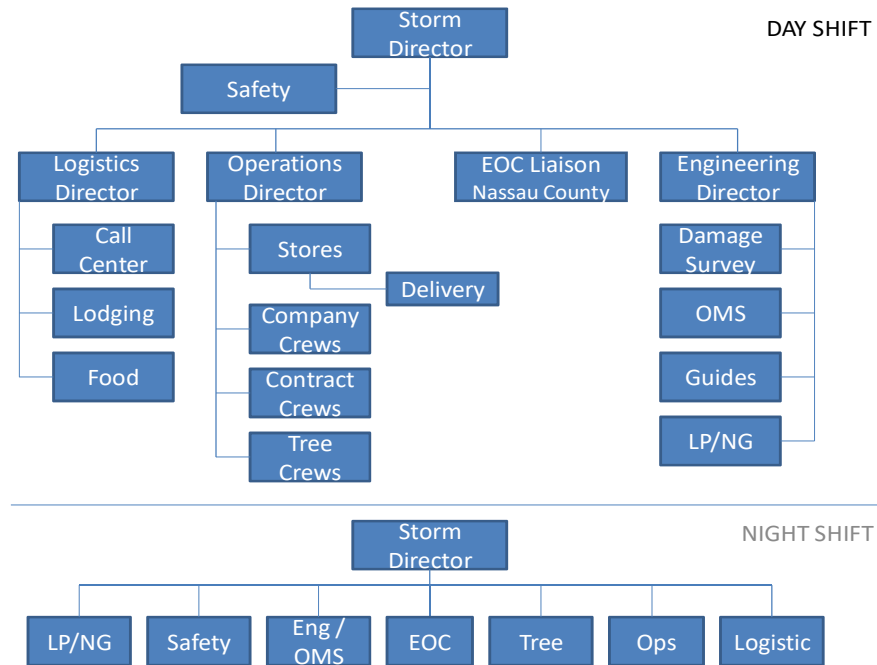 Storm
Director
DAY SHIFT
Safety
Logistics
Director
Operations
Director
EOC Liaison
Nassau County
Engineering
Director
Call
Center
Stores
Damage
Survey
Delivery
Lodging
Company
Crews
OMS
Food
Contract
Crews
Guides
Tree
Crews
LP/NG
NIGHT SHIFT
Storm
Director
LP/NG
Safety
Eng /
OMS
EOC
Tree
Ops
Logistic